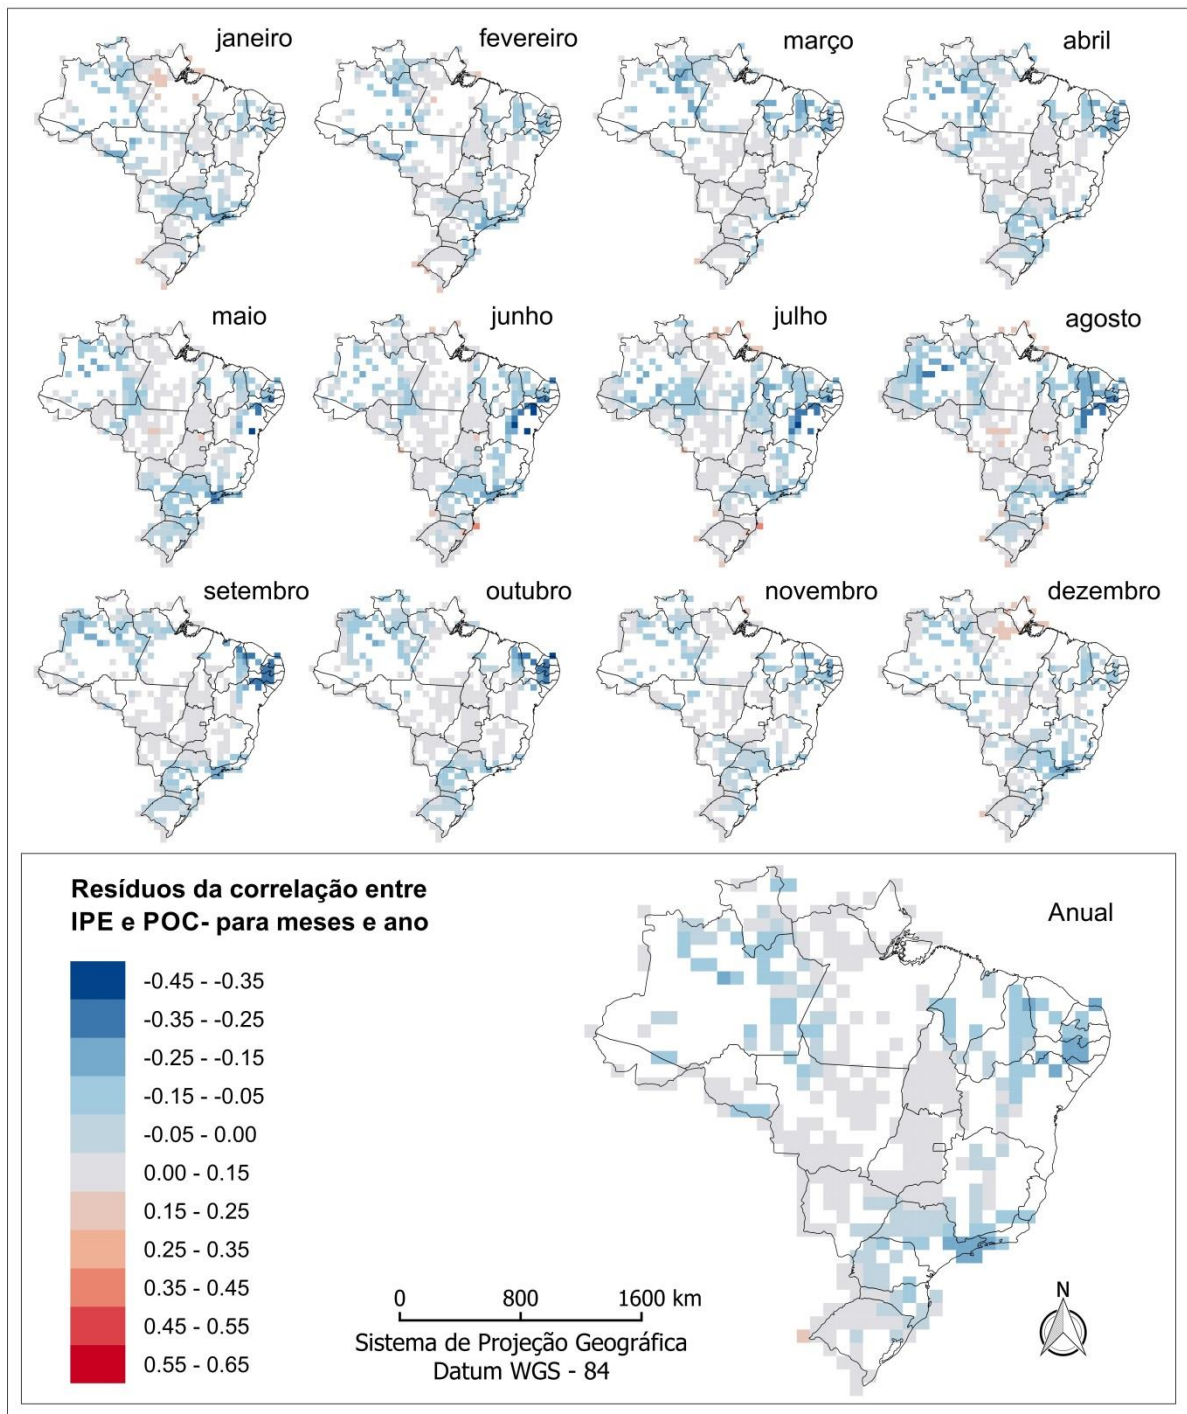 janeiro
fevereiro
março
abril
maio
junho
julho
agosto
setembro
outubro
novembro
dezembro
Resíduos da correlação entre
IPE e POC- para meses e ano
Anual
-0.45 - -0.35
-0.35 - -0.25
-0.25 - -0.15
-0.15 - -0.05
-0.05 - 0.00
0.00 - 0.15
0.15 - 0.25
0.25 - 0.35
0.35 - 0.45
0.45 - 0.55
0.55 - 0.65
0 800 1600 km
Sistema de Projeção Geográfica
Datum WGS - 84
N